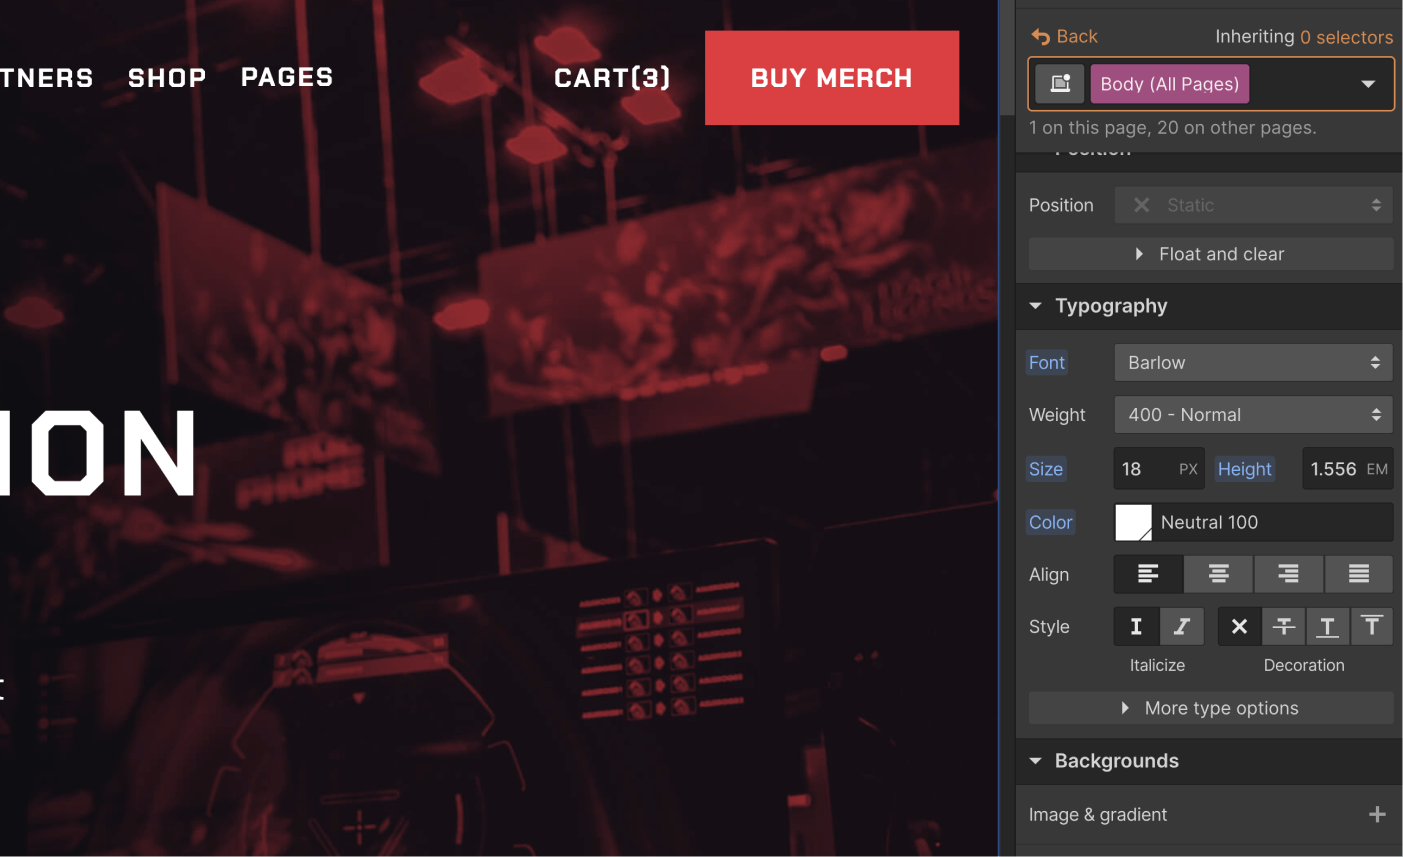 TNERS SHOP PAGES CART(3) BUY MERCH
ION
t
Back Inheriting 0 selectors
Body (All Pages)
1 on this page, 20 on other pages.
Position
Position Static
Float and clear
Typography
Font Barlow
Weight 400 - Normal
Size 18 PX Height 1.556 EM
Color Neutral 100
Align
Style
Italicize Decoration
More type options
Backgrounds
Image & gradient